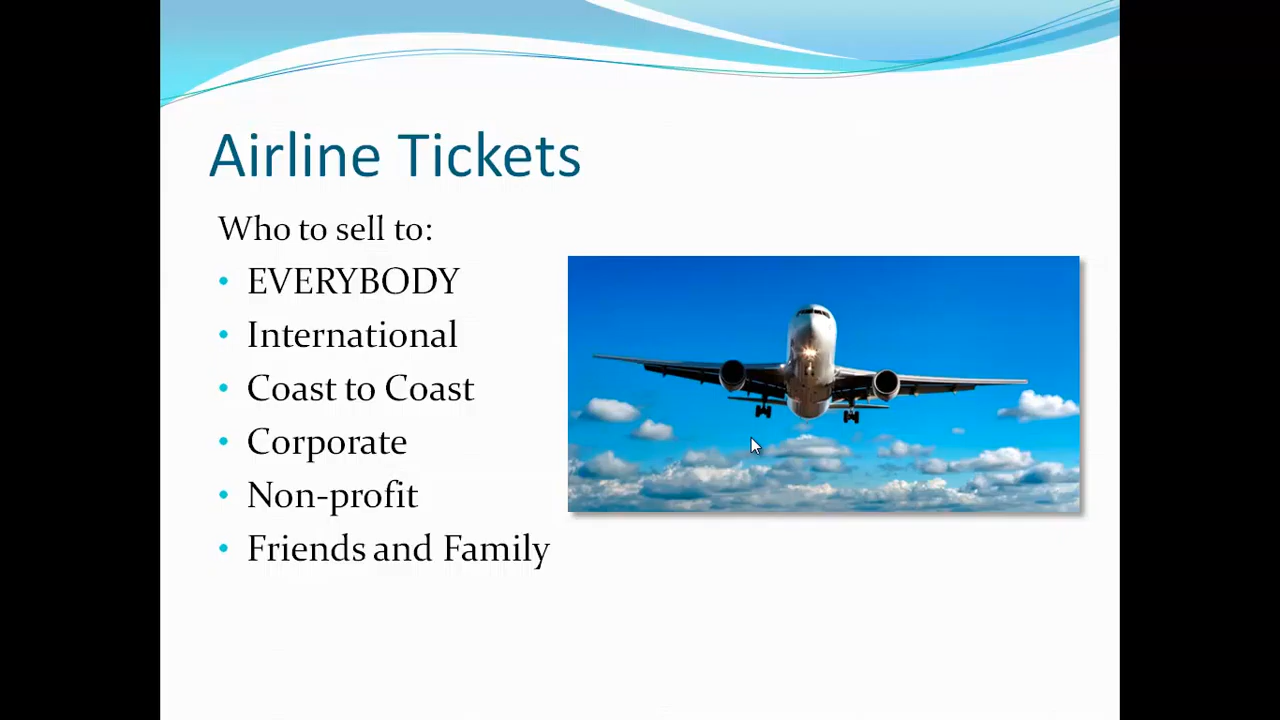 Airline Tickets
Who to sell to:
• EVERYBODY
• International
• Coast to Coast
• Corporate
• Non-profit
• Friends and Family